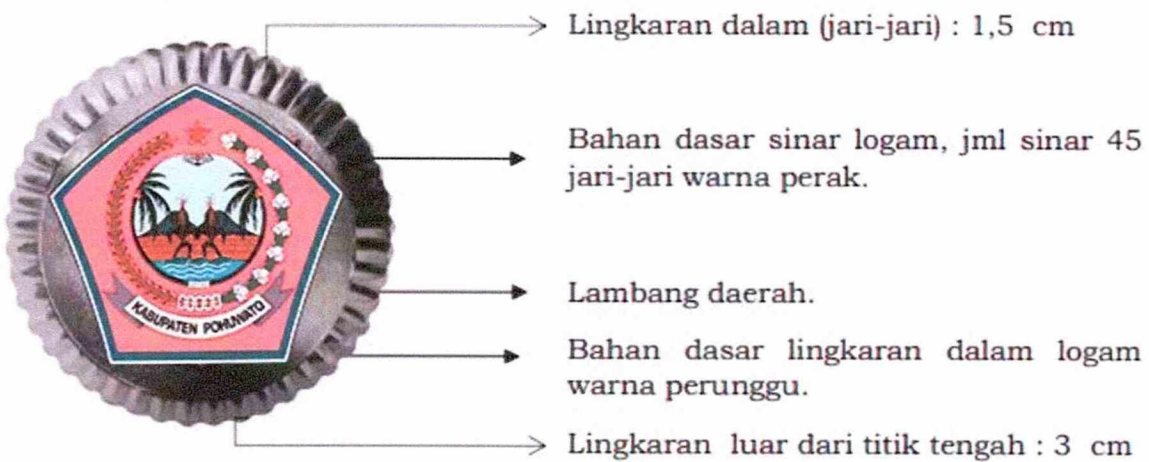 Lingkaran dalam (jari-jari) : 1,5 cm
Bahan dasar sinar logam, jml sinar 45
jari-jari warna perak.
Lambang daerah.
KABUPATEN POHUWATO
Bahan dasar lingkaran dalam logam
warna perunggu.
Lingkaran luar dari titik tengah : 3 cm